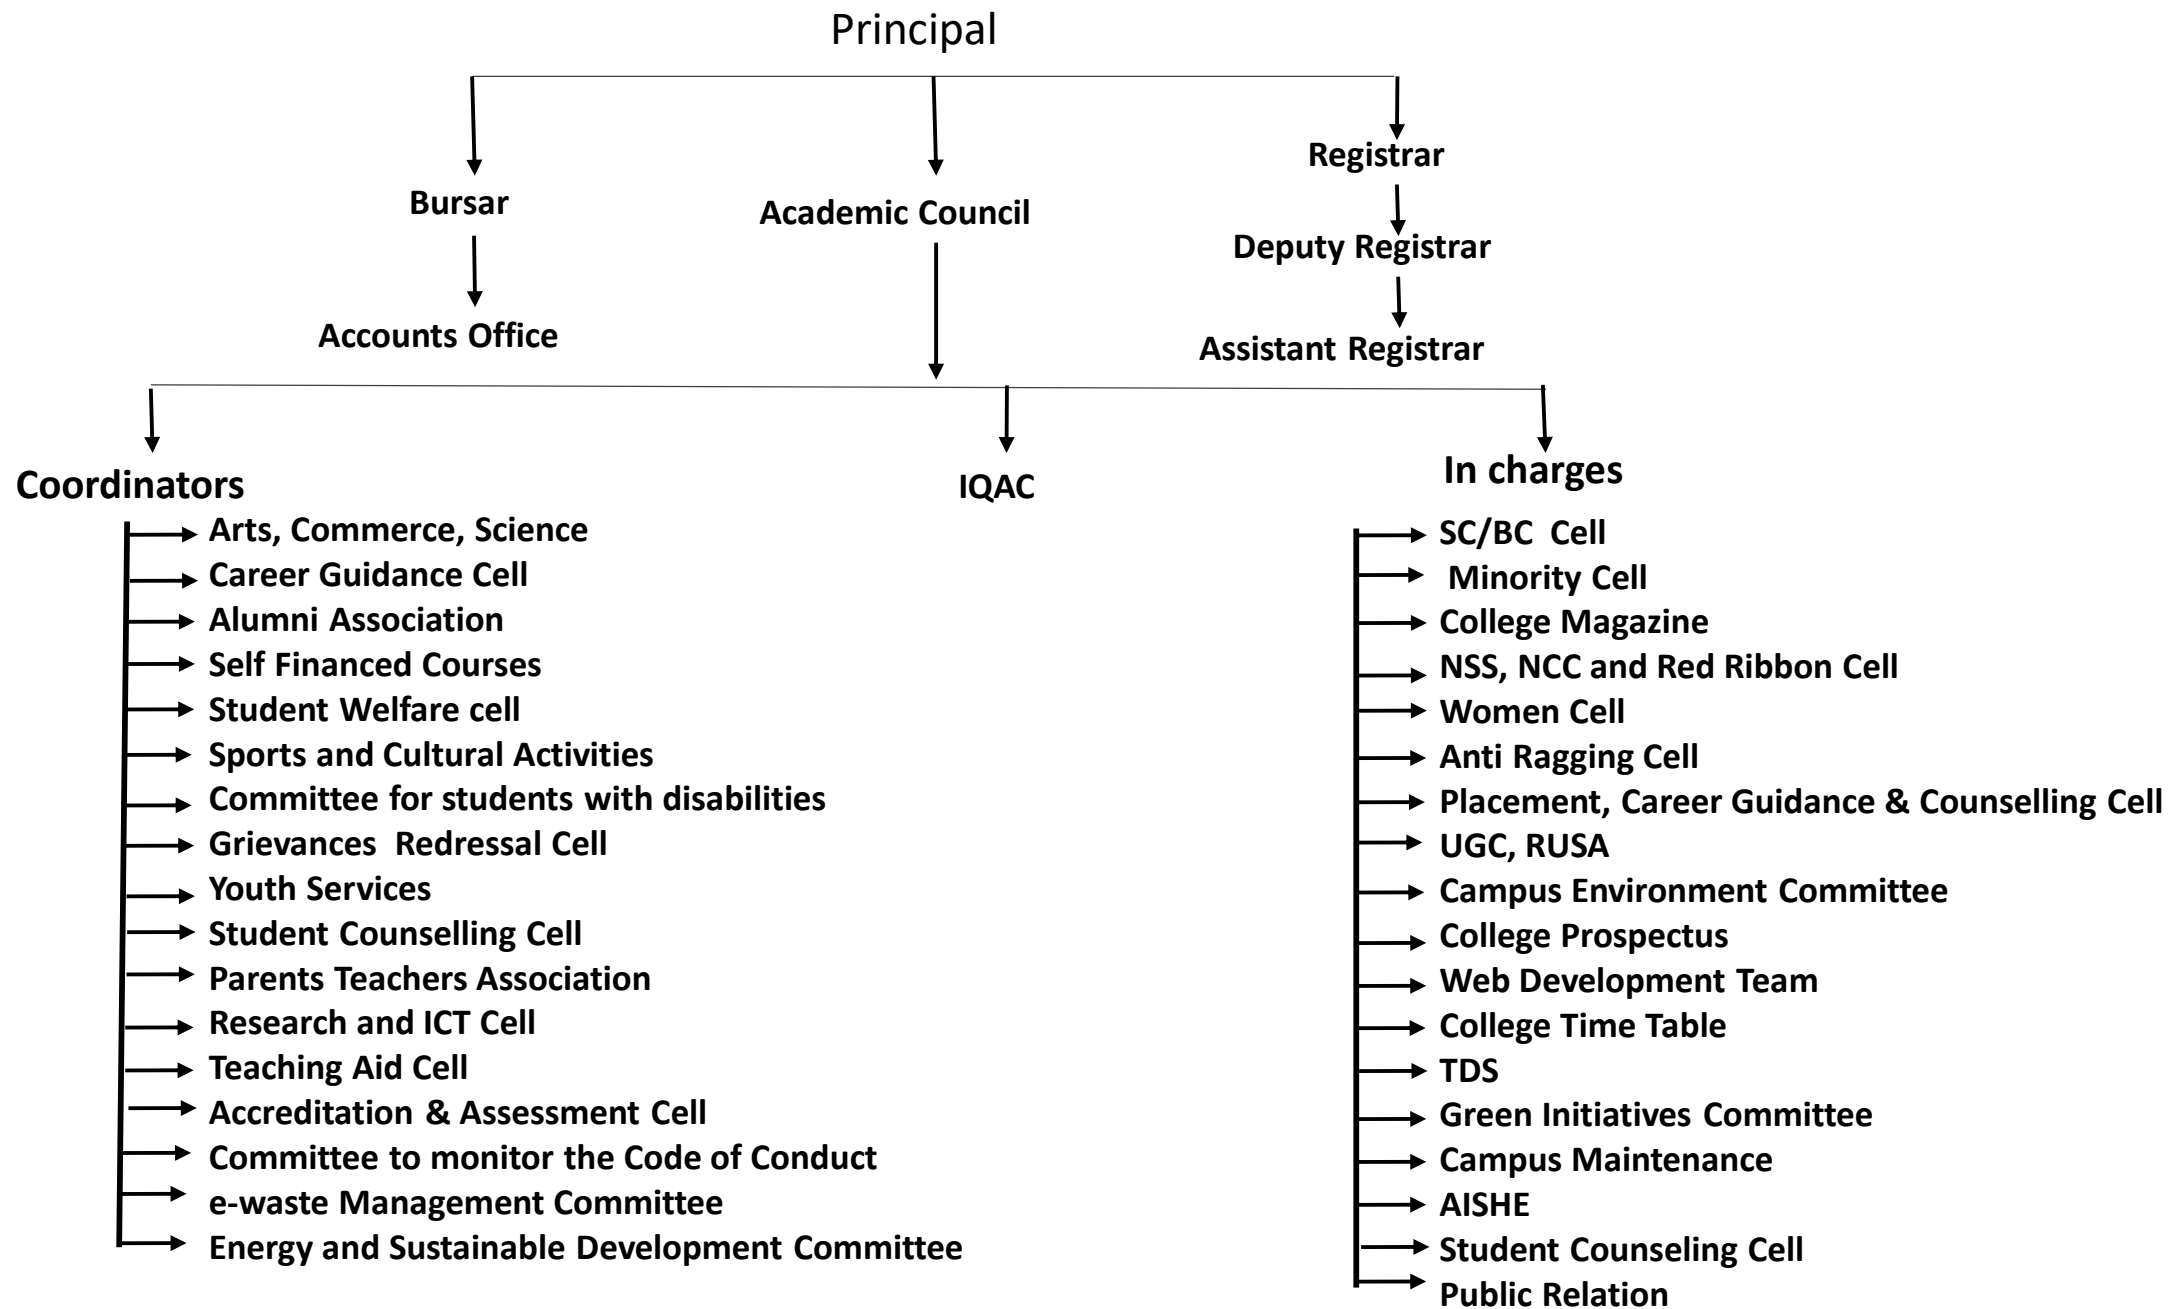 Principal
Bursar
Academic Council
Registrar
Deputy Registrar
Accounts Office
Assistant Registrar
Coordinators
Arts, Commerce, Science
Career Guidance Cell
Alumni Association
Self Financed Courses
Student Welfare cell
Sports and Cultural Activities
Committee for students with disabilities
Grievances  Redressal Cell
Youth Services
Student Counselling Cell
Parents Teachers Association
Research and ICT Cell
Teaching Aid Cell
Accreditation & Assessment Cell
Committee to monitor the Code of Conduct
e-waste Management Committee
Energy and Sustainable Development Committee
IQAC
In charges
SC/BC  Cell
Minority Cell
College Magazine
NSS, NCC and Red Ribbon Cell
Women Cell
Anti Ragging Cell
Placement, Career Guidance & Counselling Cell
UGC, RUSA
Campus Environment Committee
College Prospectus
Web Development Team
College Time Table
TDS
Green Initiatives Committee
Campus Maintenance
AISHE
Student Counseling Cell
Public Relation